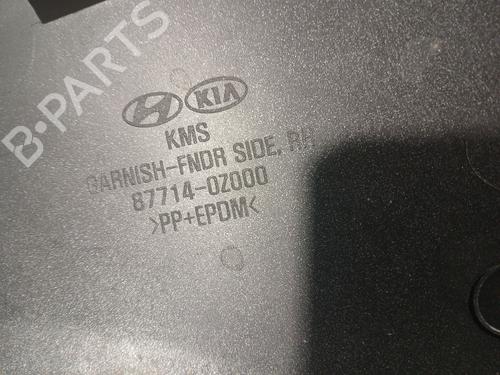 B-PARTS
KIA
KMS
GARNISH-FNDR SIDE, RH
87714-0Z000
>PP+EPDM<